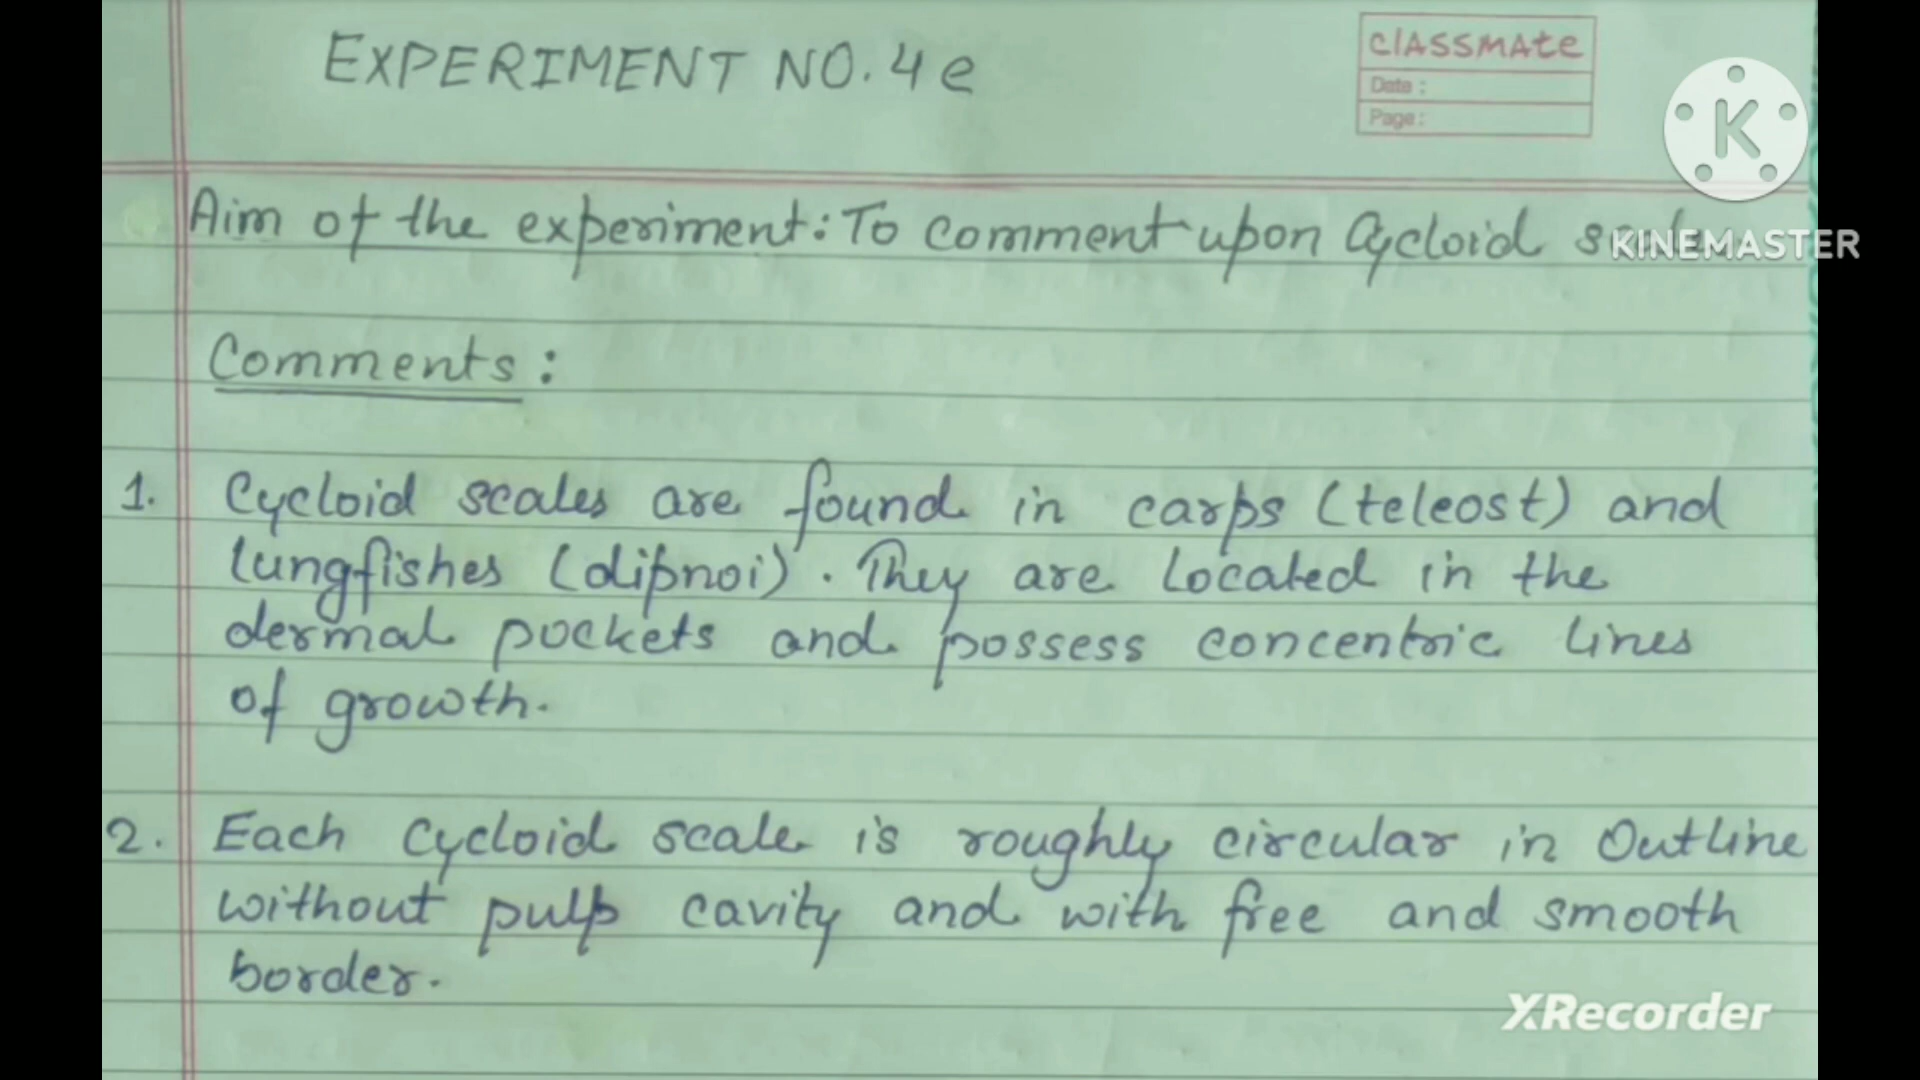 EXPERIMENT NO. 4e
CLASSMATE
Date :
Page :
K
KINEMASTER
Aim of the experiment: To comment upon Cycloid
Comments :
1. Cycloid scales are found in carps (teleost) and
lungfishes (dipnoi). They are located in the
dermal pockets and possess concentric lines
of growth.
2. Each cycloid scale is roughly circular in Outline
without pulp cavity and with free and smooth
border.
XRecorder